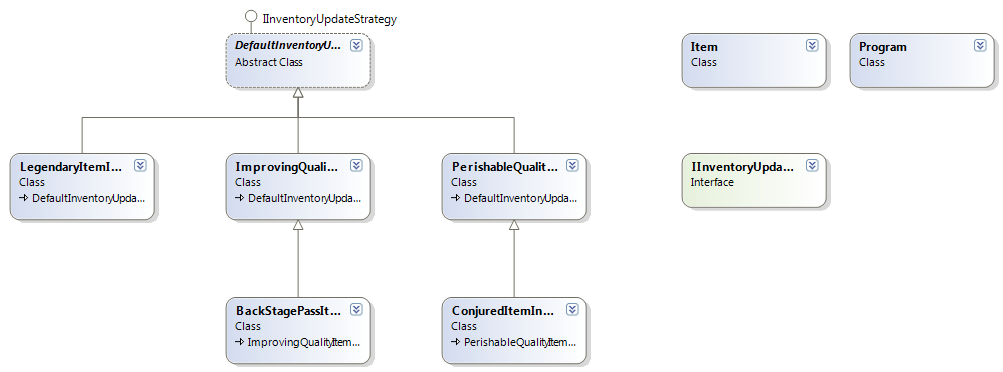 IInventoryUpdateStrategy
DefaultInventoryU...
Abstract Class
Item
Class
Program
Class
LegendaryItemI...
Class
DefaultInventoryUpda...
ImprovingQuali...
Class
DefaultInventoryUpda...
PerishableQualit...
Class
DefaultInventoryUpda...
IInventoryUpda...
Interface
BackStagePassIt...
Class
ImprovingQualityItem...
ConjuredItemIn...
Class
PerishableQualityItem...